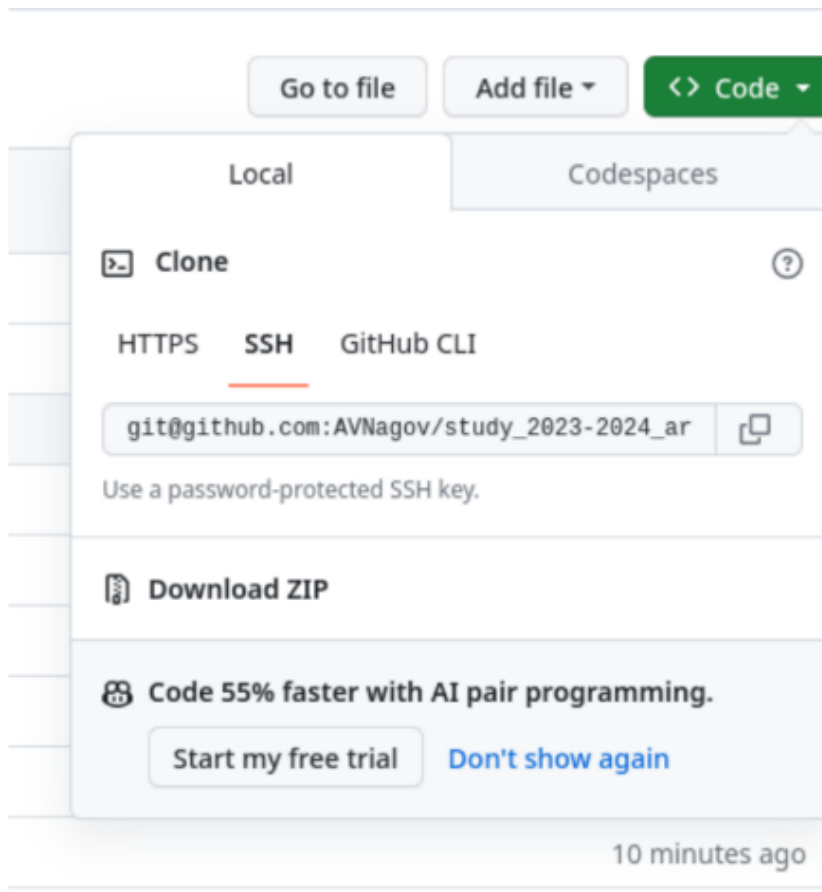 Go to file Add file <> Code
Local Codespaces
Clone
HTTPS SSH GitHub CLI
git@github.com:AVNagov/study_2023-2024_ar
Use a password-protected SSH key.
Download ZIP
Code 55% faster with AI pair programming.
Start my free trial Don't show again
10 minutes ago